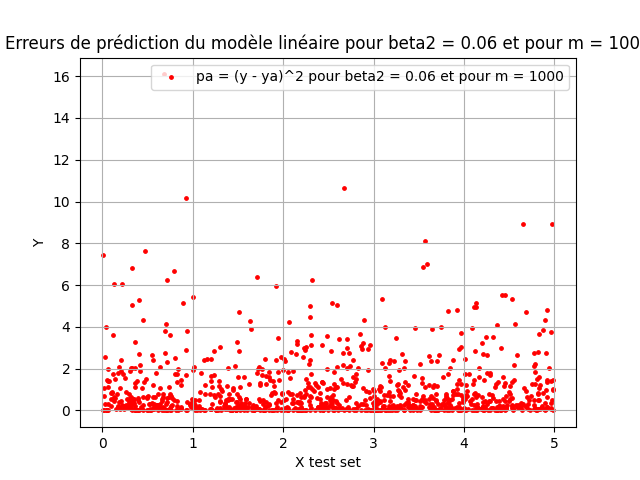 Erreurs de prédiction du modèle linéaire pour beta2 = 0.06 et pour m = 100
pa = (y - ya)^2 pour beta2 = 0.06 et pour m = 1000
16
14
12
10
8
6
4
2
0
Y
0 1 2 3 4 5
X test set